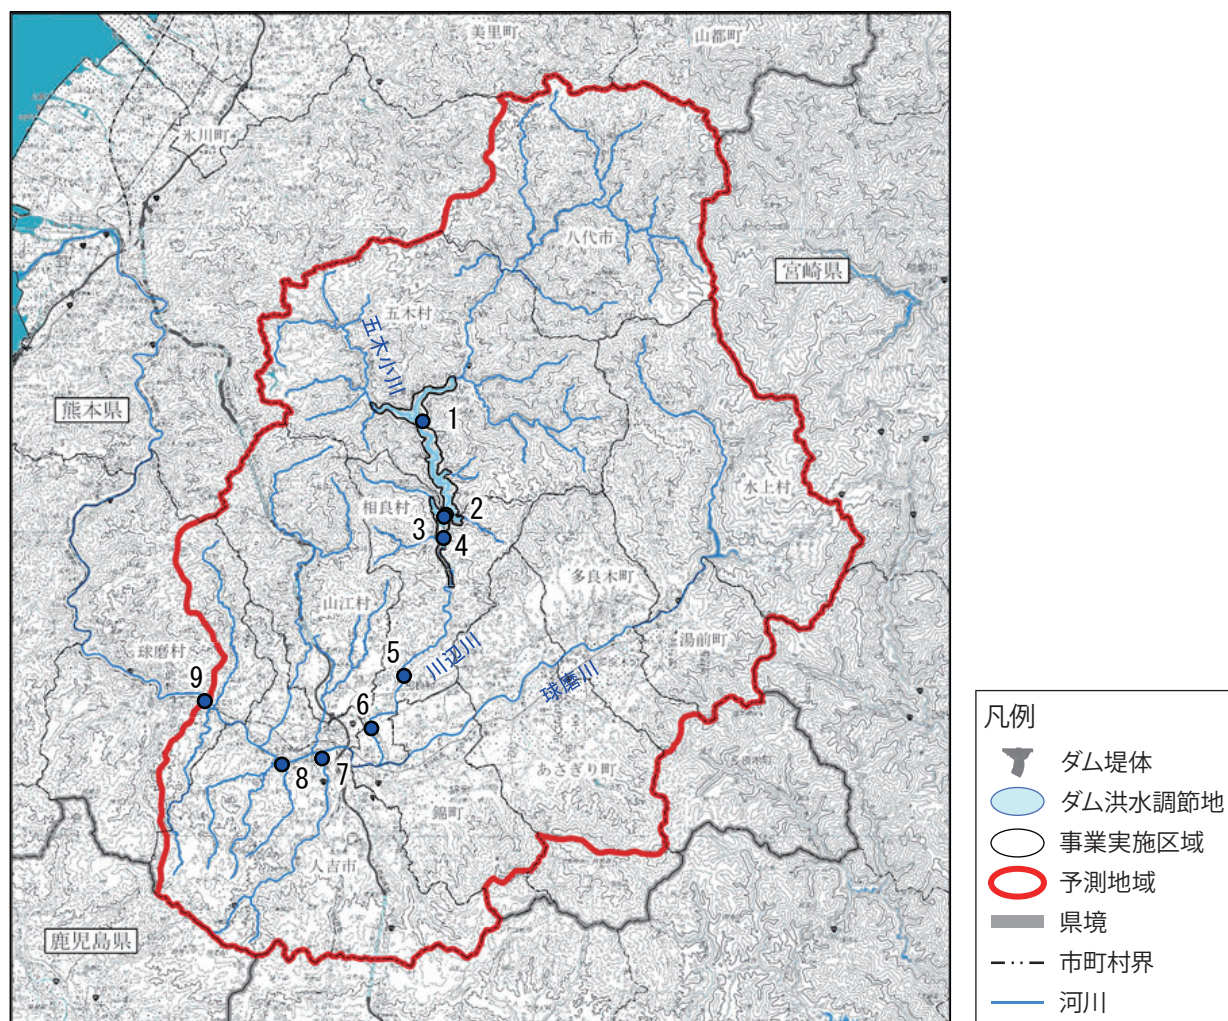 美里町
山都町
氷川町
八代市
宮崎県
五木村
五木小川
熊本県
1
水上村
相良村
2
3
4
多良木町
山江村
湯前町
球磨村
5
川辺川
球磨川
9
6
7
8
あさぎり町
錦町
人吉市
鹿児島県
凡例
ダム堤体
ダム洪水調節地
事業実施区域
予測地域
県境
市町村界
河川